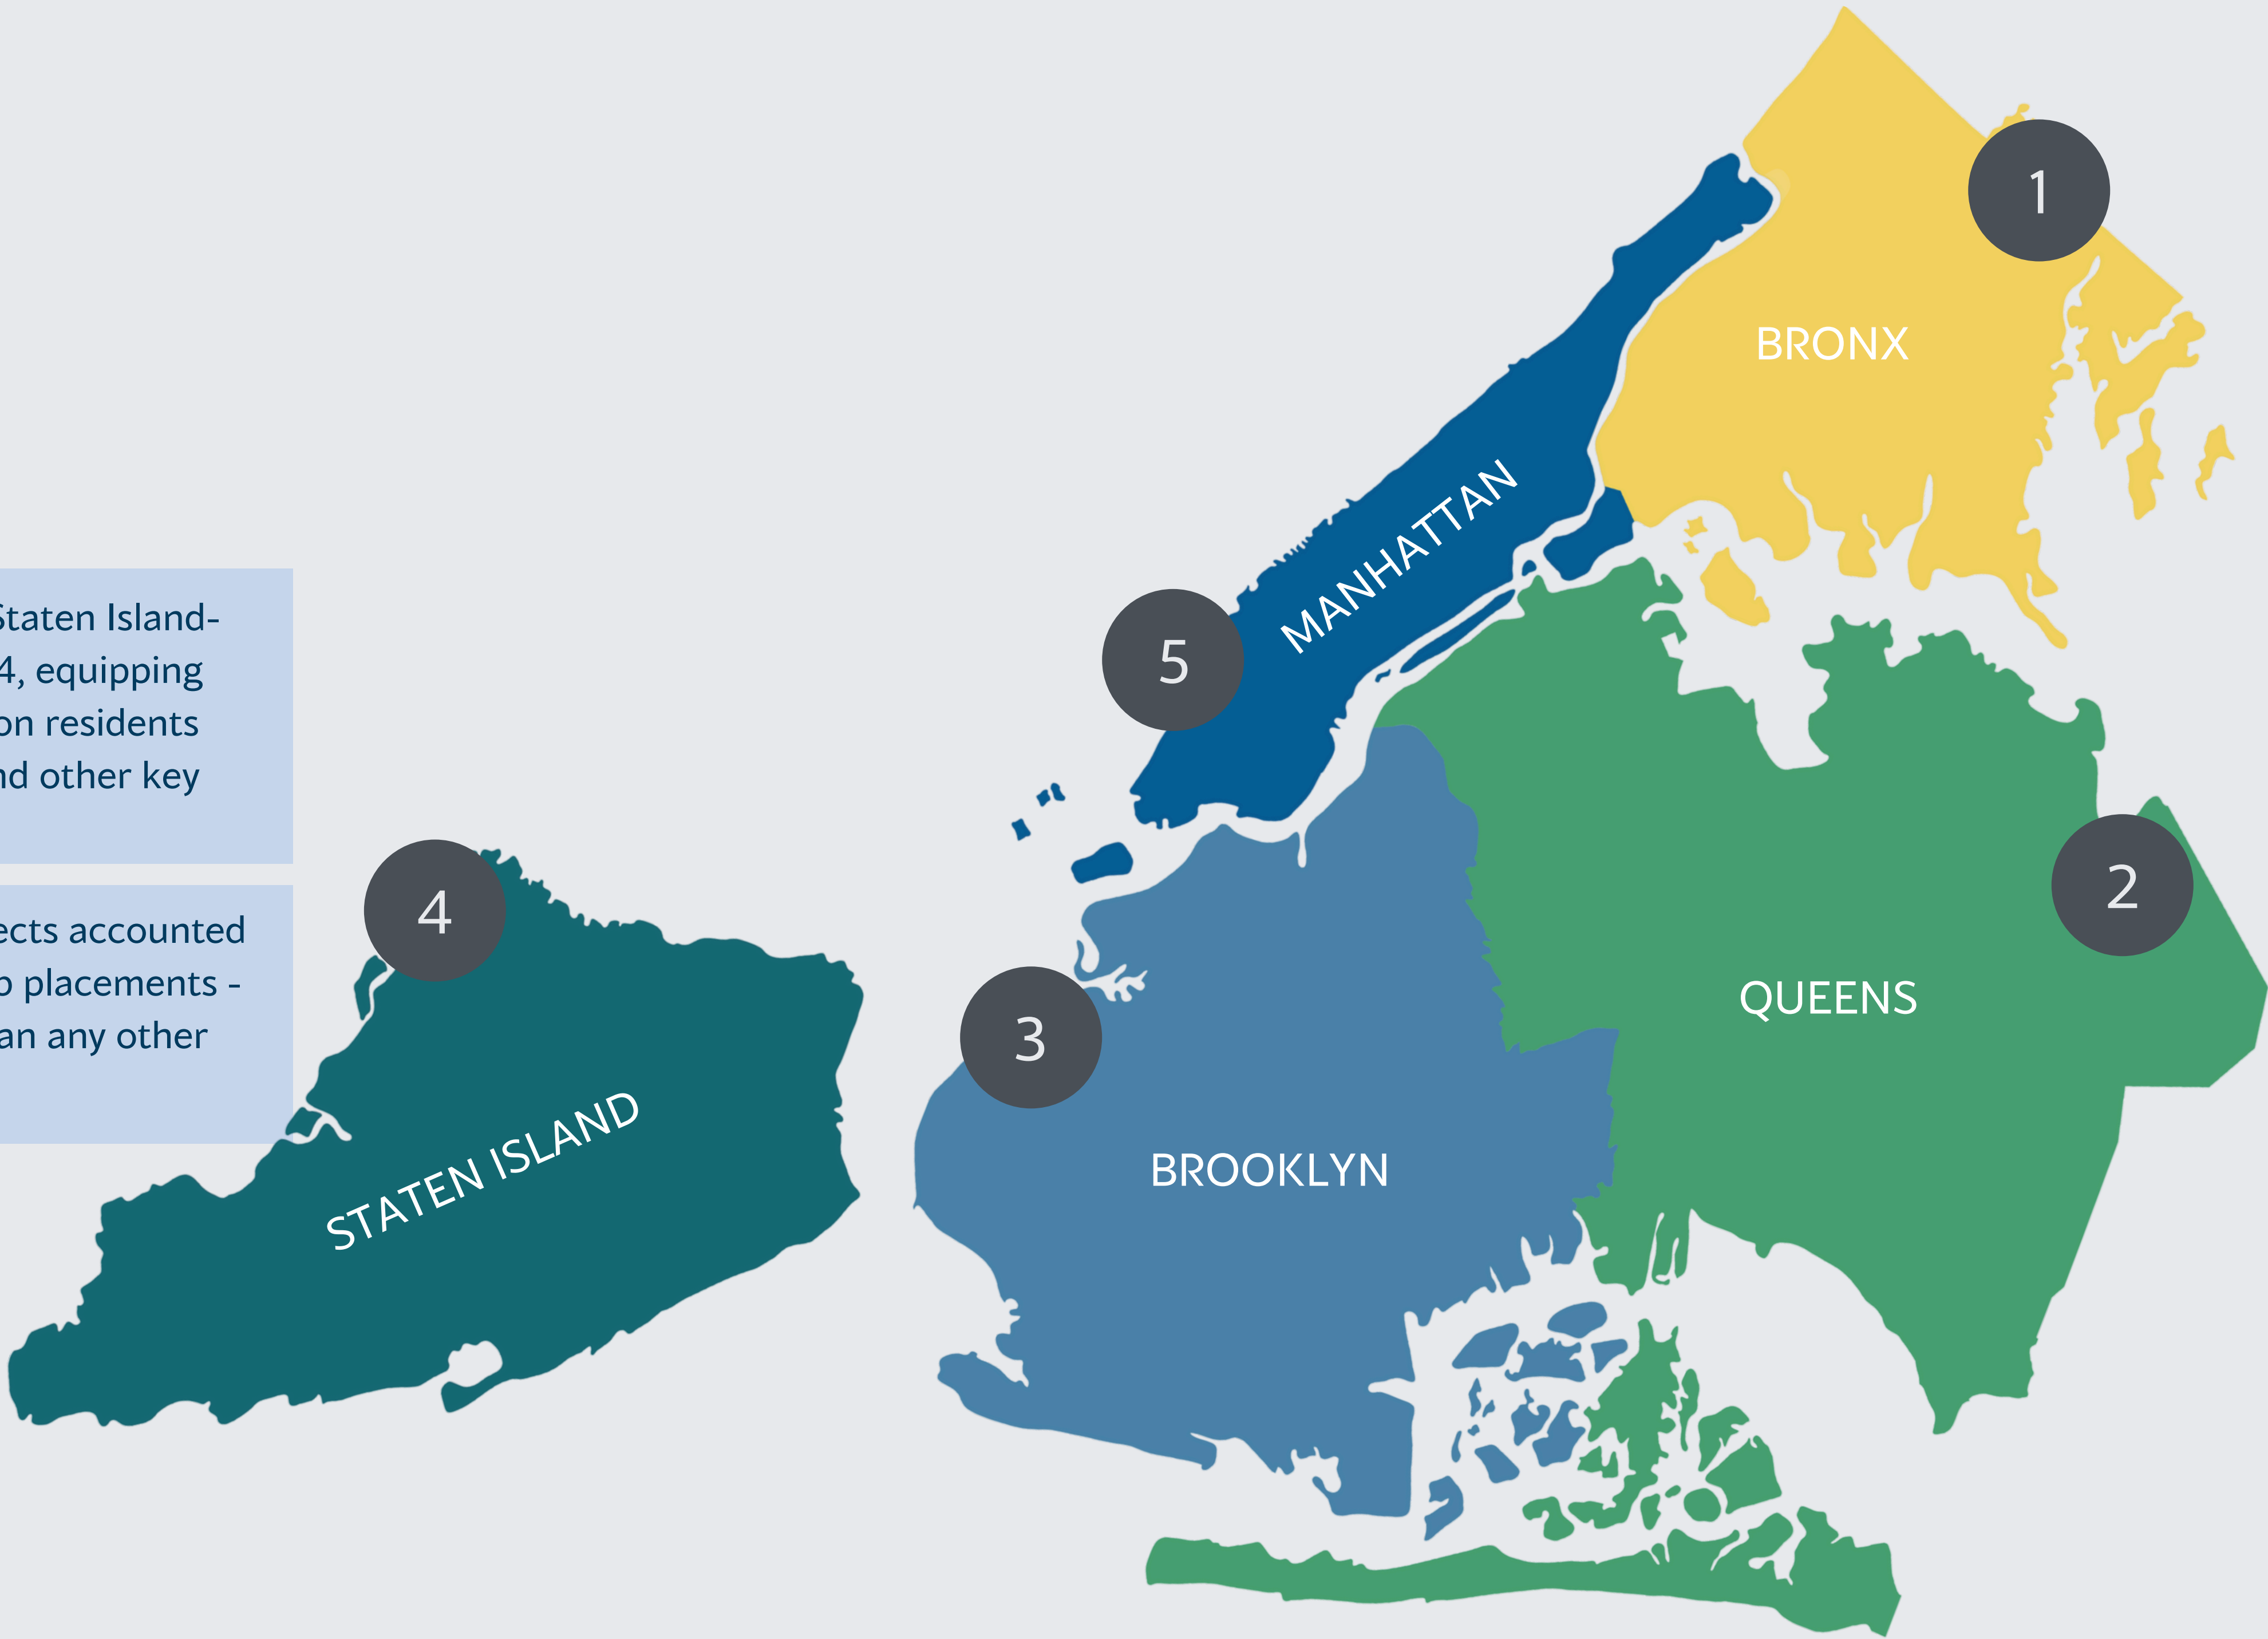 Staten Island-
4, equipping
on residents
nd other key
ects accounted
placements -
an any other
1
BRONX
MANHATTAN
5
2
4
QUEENS
3
STATEN ISLAND
BROOKLYN